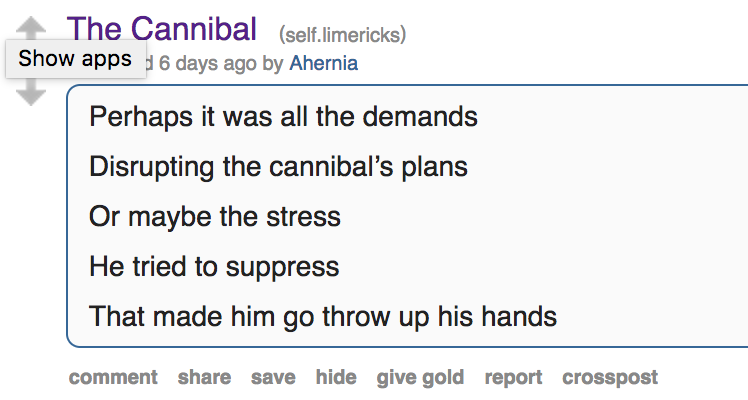 The Cannibal (self.limericks)
Show apps
6 days ago by Ahernia
Perhaps it was all the demands
Disrupting the cannibal’s plans
Or maybe the stress
He tried to suppress
That made him go throw up his hands
comment share save hide give gold report crosspost